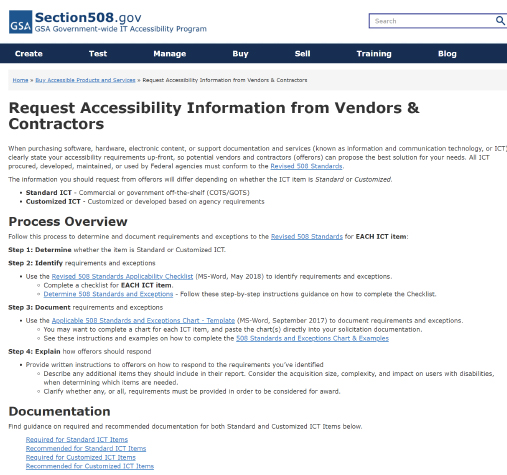 GSA
Section508.gov
GSA Government-wide IT Accessibility Program
Search
Create Test Manage Buy Sell Training Blog
Home » Buy Accessible Products and Services » Request Accessibility Information from Vendors & Contractors
Request Accessibility Information from Vendors &
Contractors
When purchasing software, hardware, electronic content, or support documentation and services (known as information and communication technology, or ICT)
clearly state your accessibility requirements up-front, so potential vendors and contractors (offerors) can propose the best solution for your needs. All ICT
procured, developed, maintained, or used by Federal agencies must conform to the Revised 508 Standards.
The information you should request from offerors will differ depending on whether the ICT item is Standard or Customized.
• Standard ICT - Commercial or government off-the-shelf (COTS/GOTS)
• Customized ICT - Customized or developed based on agency requirements
Process Overview
Follow this process to determine and document requirements and exceptions to the Revised 508 Standards for EACH ICT item:
Step 1: Determine whether the item is Standard or Customized ICT.
Step 2: Identify requirements and exceptions
• Use the Revised 508 Standards Applicability Checklist (MS-Word, May 2018) to identify requirements and exceptions.
◦ Complete a checklist for EACH ICT item.
◦ Determine 508 Standards and Exceptions - Follow these step-by-step instructions guidance on how to complete the Checklist.
Step 3: Document requirements and exceptions
• Use the Applicable 508 Standards and Exceptions Chart - Template (MS-Word, September 2017) to document requirements and exceptions.
◦ You may want to complete a chart for each ICT item, and paste the chart(s) directly into your solicitation documentation.
◦ See these instructions and examples on how to complete the 508 Standards and Exceptions Chart & Examples
Step 4: Explain how offerors should respond
• Provide written instructions to offerors on how to respond to the requirements you've identified
◦ Describe any additional items they should include in their report. Consider the acquisition size, complexity, and impact on users with disabilities,
when determining which items are needed.
◦ Clarify whether any, or all, requirements must be provided in order to be considered for award.
Documentation
Find guidance on required and recommended documentation for both Standard and Customized ICT Items below.
Required for Standard ICT Items
Recommended for Standard ICT Items
Required for Customized ICT Items
Recommended for Customized ICT Items